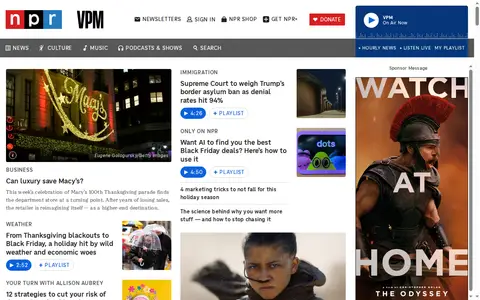 npr VPM
NEWSLETTERS
SIGN IN
NPR SHOP
GET NPR+
DONATE
VPM
On Air Now
NEWS
CULTURE
MUSIC
PODCASTS & SHOWS
SEARCH
HOURLY NEWS
LISTEN LIVE
MY PLAYLIST
macy's
Eugene Gologursky/Getty Images
BUSINESS
Can luxury save Macy's?
This week's celebration of Macy's 100th Thanksgiving parade finds
the department store at a turning point. After years of losing sales,
the retailer is reimagining itself — as a higher-end destination.
WEATHER
From Thanksgiving blackouts to
Black Friday, a holiday hit by wild
weather and economic woes
2:52
+ PLAYLIST
YOUR TURN WITH ALLISON AUBREY
12 strategies to cut your risk of
IMMIGRATION
Supreme Court to weigh Trump's
border asylum ban as denial
rates hit 94%
4:26
+ PLAYLIST
ONLY ON NPR
Want AI to find you the best
Black Friday deals? Here's how to
use it
4:50
+ PLAYLIST
dots
4 marketing tricks to not fall for this
holiday season
The science behind why you want more
stuff — and how to stop chasing it
Sponsor Message
WATCH
AT
HOME
A FILM BY CHRISTOPHER NOLAN
THE ODYSSEY